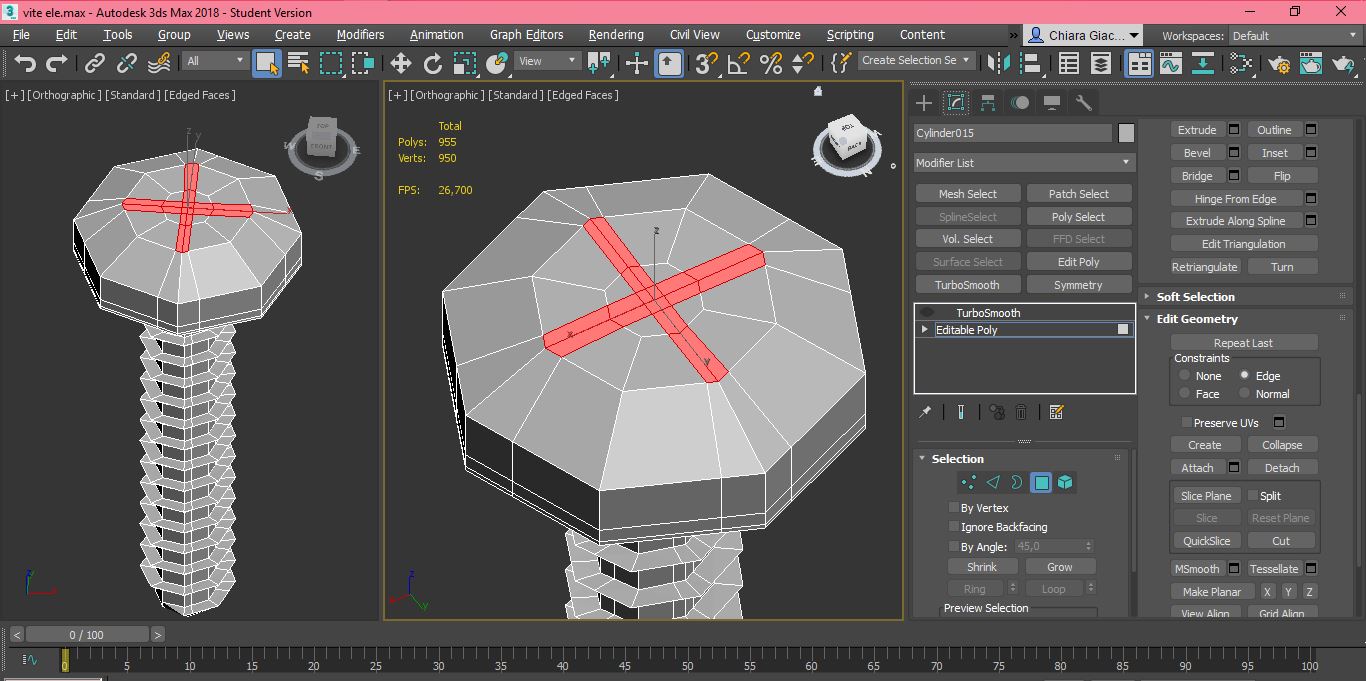 vite ele.max - Autodesk 3ds Max 2018 - Student Version
File Edit Tools Group Views Create Modifiers Animation Graph Editors Rendering Civil View Customize Scripting Content » Chiara Giac... Workspaces: Default
All View 3 Create Selection Se
[+] [Orthographic] [Standard] [Edged Faces]
TOP
FRONT
W
E
S
z
y
x
z
x
[+] [Orthographic] [Standard] [Edged Faces]
Total
Polys: 955
Verts: 950
FPS: 26,700
TOP
BACK
z
x
y
z
x
y
Cylinder015
Modifier List
Mesh Select Patch Select
SplineSelect Poly Select
Vol. Select FFD Select
Surface Select Edit Poly
TurboSmooth Symmetry
TurboSmooth
Editable Poly
Selection
By Vertex
Ignore Backfacing
By Angle: 45,0
Shrink Grow
Ring Loop
Preview Selection
Extrude Outline
Bevel Inset
Bridge Flip
Hinge From Edge
Extrude Along Spline
Edit Triangulation
Retriangulate Turn
Soft Selection
Edit Geometry
Repeat Last
Constraints
None Edge
Face Normal
Preserve UVs
Create Collapse
Attach Detach
Slice Plane Split
Slice Reset Plane
QuickSlice Cut
MSmooth Tessellate
Make Planar X Y Z
View Align Grid Align
< 0 / 100 >
0 5 10 15 20 25 30 35 40 45 50 55 60 65 70 75 80 85 90 95 100